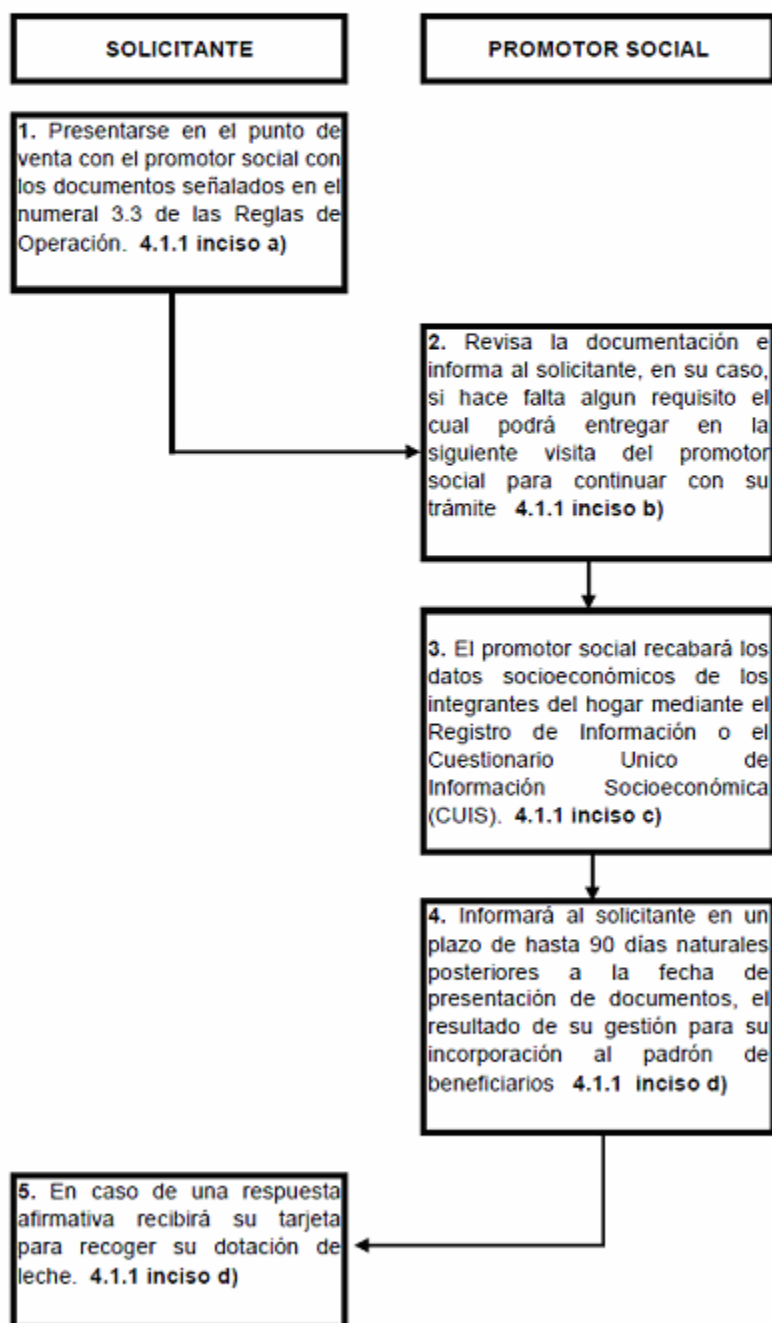 SOLICITANTE
PROMOTOR SOCIAL
1. Presentarse en el punto de
venta con el promotor social con
los documentos señalados en el
numeral 3.3 de las Reglas de
Operación. 4.1.1 inciso a)
2. Revisa la documentación e
informa al solicitante, en su caso,
si hace falta algun requisito el
cual podrá entregar en la
siguiente visita del promotor
social para continuar con su
trámite 4.1.1 inciso b)
3. El promotor social recabará los
datos socioeconómicos de los
integrantes del hogar mediante el
Registro de Información o el
Cuestionario Unico de
Información Socioeconómica
(CUIS). 4.1.1 inciso c)
4. Informará al solicitante en un
plazo de hasta 90 días naturales
posteriores a la fecha de
presentación de documentos, el
resultado de su gestión para su
incorporación al padrón de
beneficiarios 4.1.1 inciso d)
5. En caso de una respuesta
afirmativa recibirá su tarjeta
para recoger su dotación de
leche. 4.1.1 inciso d)